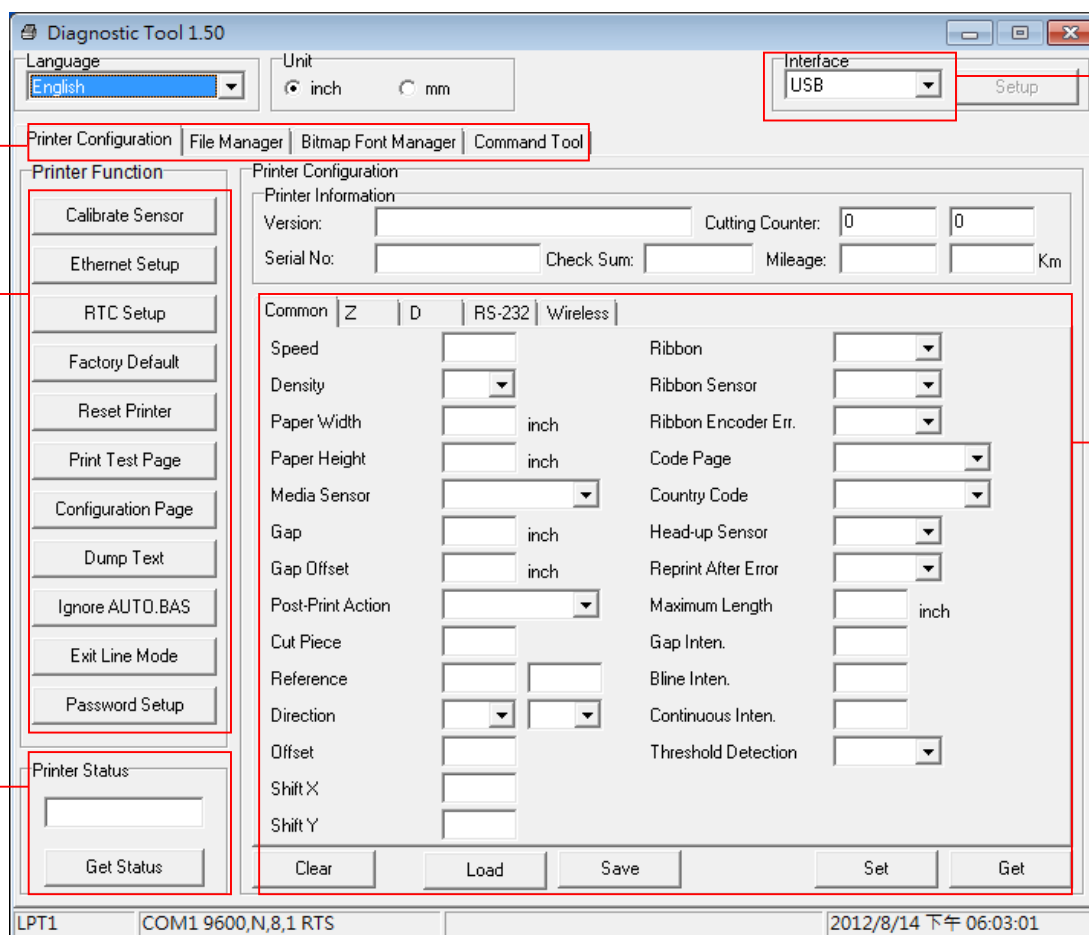 Diagnostic Tool 1.50
Language
Unit
Interface
English
inch
mm
USB
Setup
Printer Configuration
File Manager
Bitmap Font Manager
Command Tool
Printer Function
Calibrate Sensor
Ethernet Setup
RTC Setup
Factory Default
Reset Printer
Print Test Page
Configuration Page
Dump Text
Ignore AUTO.BAS
Exit Line Mode
Password Setup
Printer Status
Get Status
Printer Configuration
Printer Information
Version:
Cutting Counter:
0
0
Serial No:
Check Sum:
Mileage:
Km
Common
Z
D
RS-232
Wireless
Speed
Density
Paper Width
inch
Paper Height
inch
Media Sensor
Gap
inch
Gap Offset
inch
Post-Print Action
Cut Piece
Reference
Direction
Offset
Shift X
Shift Y
Ribbon
Ribbon Sensor
Ribbon Encoder Err.
Code Page
Country Code
Head-up Sensor
Reprint After Error
Maximum Length
inch
Gap Inten.
Bline Inten.
Continuous Inten.
Threshold Detection
Clear
Load
Save
Set
Get
LPT1
COM1 9600,N,8,1 RTS
2012/8/14 下午 06:03:01